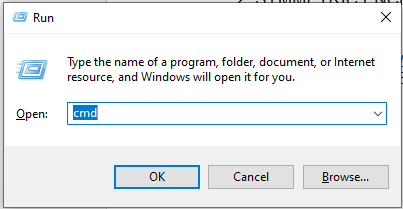 Run
Type the name of a program, folder, document, or Internet
resource, and Windows will open it for you.
Open: cmd
OK Cancel Browse...